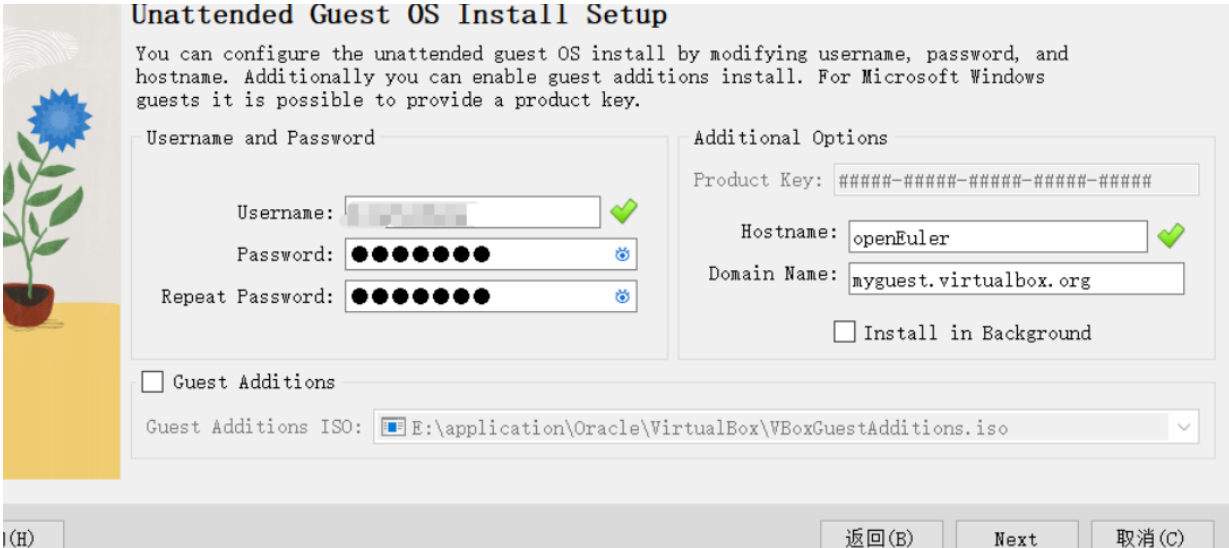 Unattended Guest OS Install Setup
You can configure the unattended guest OS install by modifying username, password, and
hostname. Additionally you can enable guest additions install. For Microsoft Windows
guests it is possible to provide a product key.
Username and Password
Username:
Password: ●●●●●●●
Repeat Password: ●●●●●●●
Additional Options
Product Key: #####-#####-#####-#####-#####
Hostname: openEuler
Domain Name: myguest.virtualbox.org
Install in Background
Guest Additions
Guest Additions ISO: E:\application\Oracle\VirtualBox\VBoxGuestAdditions.iso
(H)
返回(B)
Next
取消(C)